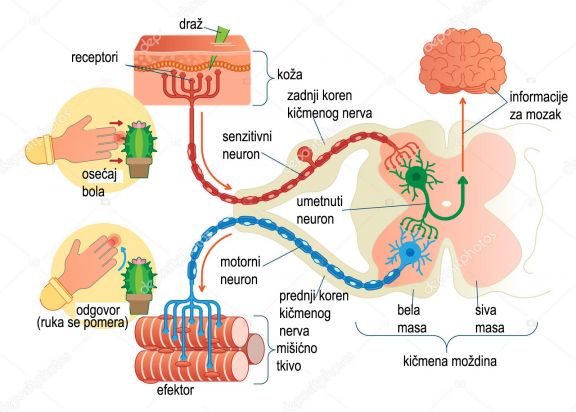 draž
receptori
koža
osećaj
bola
senzitivni
neuron
zadnji koren
kičmenog nerva
informacije
za mozak
umetnuti
neuron
motorni
neuron
odgovor
(ruka se pomera)
prednji koren
kičmenog
nerva
mišićno
tkivo
efektor
bela
masa
siva
masa
kičmena moždina
depositphotos